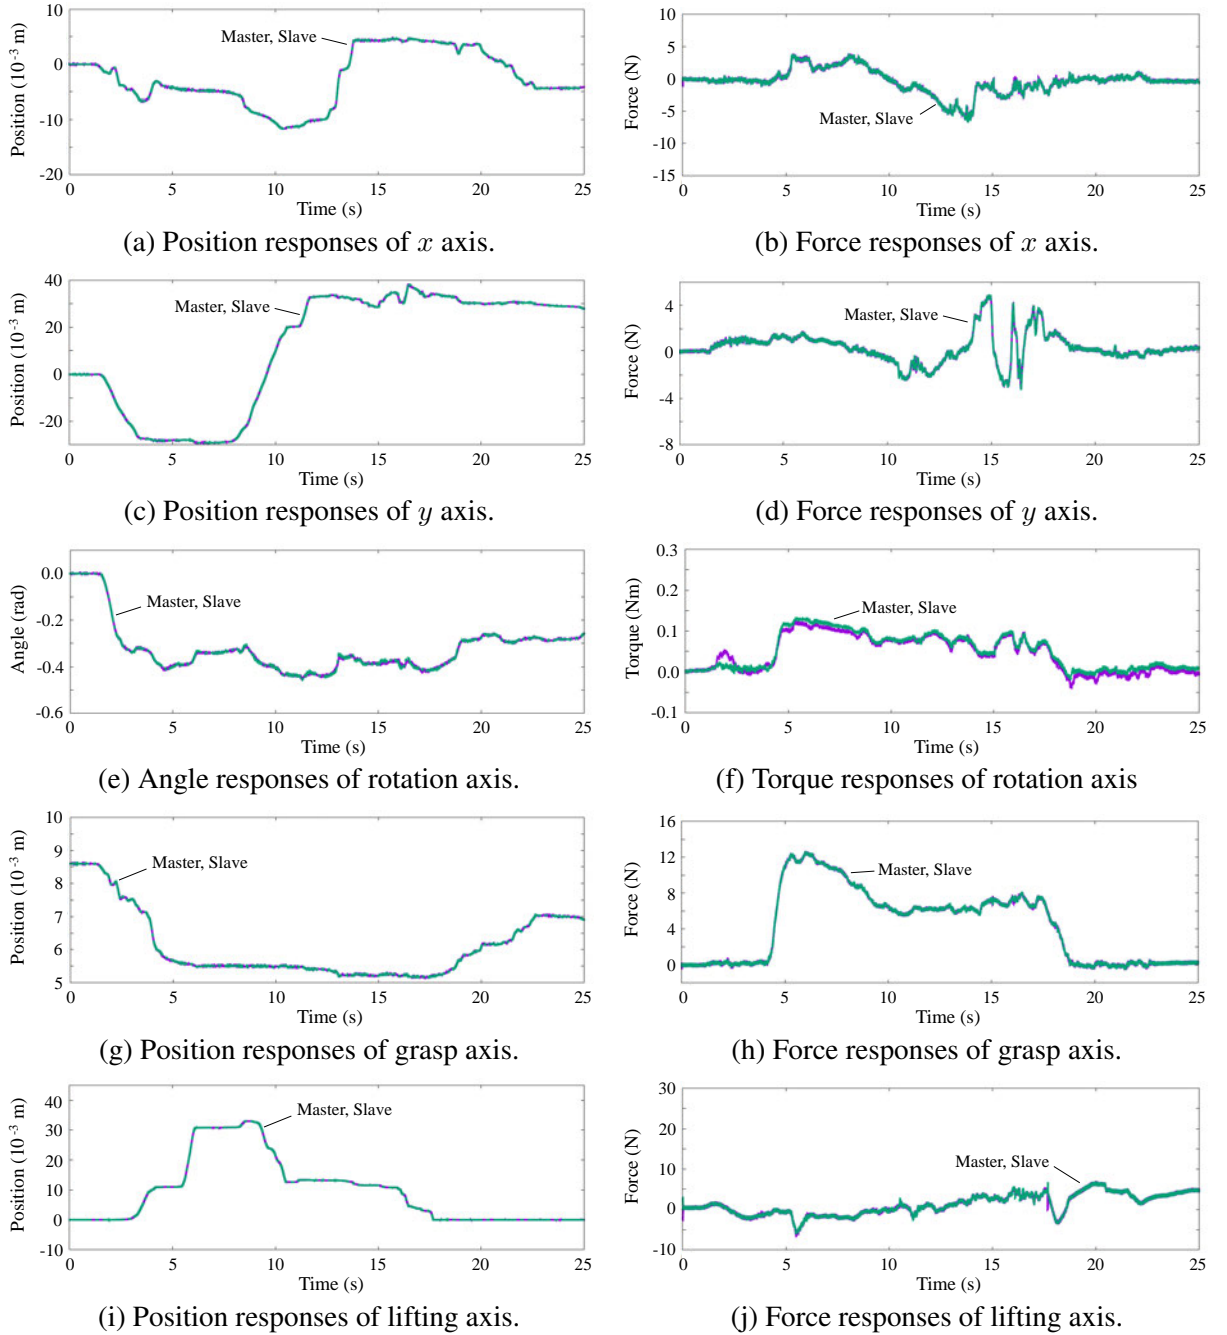 10
0
-10
-20
Position (10⁻³ m)
Master, Slave
0 5 10 15 20 25
Time (s)
(a) Position responses of x axis.
10
5
0
-5
-10
-15
Force (N)
Master, Slave
0 5 10 15 20 25
Time (s)
(b) Force responses of x axis.
40
20
0
-20
Position (10⁻³ m)
Master, Slave
0 5 10 15 20 25
Time (s)
(c) Position responses of y axis.
4
0
-4
-8
Force (N)
Master, Slave
0 5 10 15 20 25
Time (s)
(d) Force responses of y axis.
0.0
-0.2
-0.4
-0.6
Angle (rad)
Master, Slave
0 5 10 15 20 25
Time (s)
(e) Angle responses of rotation axis.
0.3
0.2
0.1
0.0
-0.1
Torque (Nm)
Master, Slave
0 5 10 15 20 25
Time (s)
(f) Torque responses of rotation axis
10
9
8
7
6
5
Position (10⁻³ m)
Master, Slave
0 5 10 15 20 25
Time (s)
(g) Position responses of grasp axis.
16
12
8
4
0
Force (N)
Master, Slave
0 5 10 15 20 25
Time (s)
(h) Force responses of grasp axis.
40
30
20
10
0
-10
Position (10⁻³ m)
Master, Slave
0 5 10 15 20 25
Time (s)
(i) Position responses of lifting axis.
30
20
10
0
-10
Force (N)
Master, Slave
0 5 10 15 20 25
Time (s)
(j) Force responses of lifting axis.